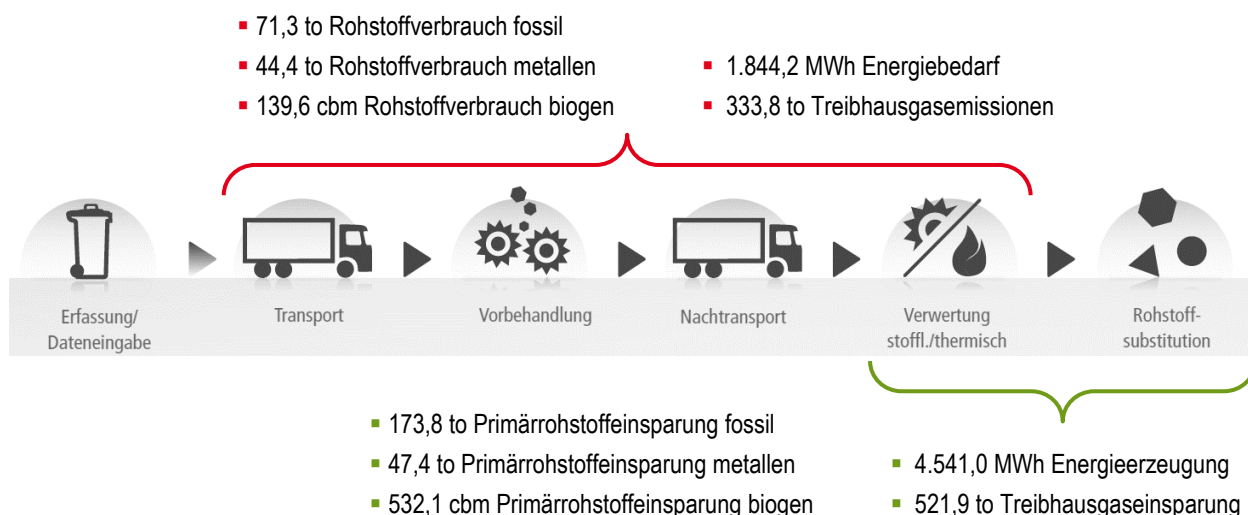 71,3 to Rohstoffverbrauch fossil
44,4 to Rohstoffverbrauch metallen
139,6 cbm Rohstoffverbrauch biogen
1.844,2 MWh Energiebedarf
333,8 to Treibhausgasemissionen
Erfassung/
Dateneingabe
Transport
Vorbehandlung
Nachtransport
Verwertung
stoffl./thermisch
Rohstoff-
substitution
173,8 to Primärrohstoffeinsparung fossil
47,4 to Primärrohstoffeinsparung metallen
532,1 cbm Primärrohstoffeinsparung biogen
4.541,0 MWh Energieerzeugung
521,9 to Treibhausgaseinsparung